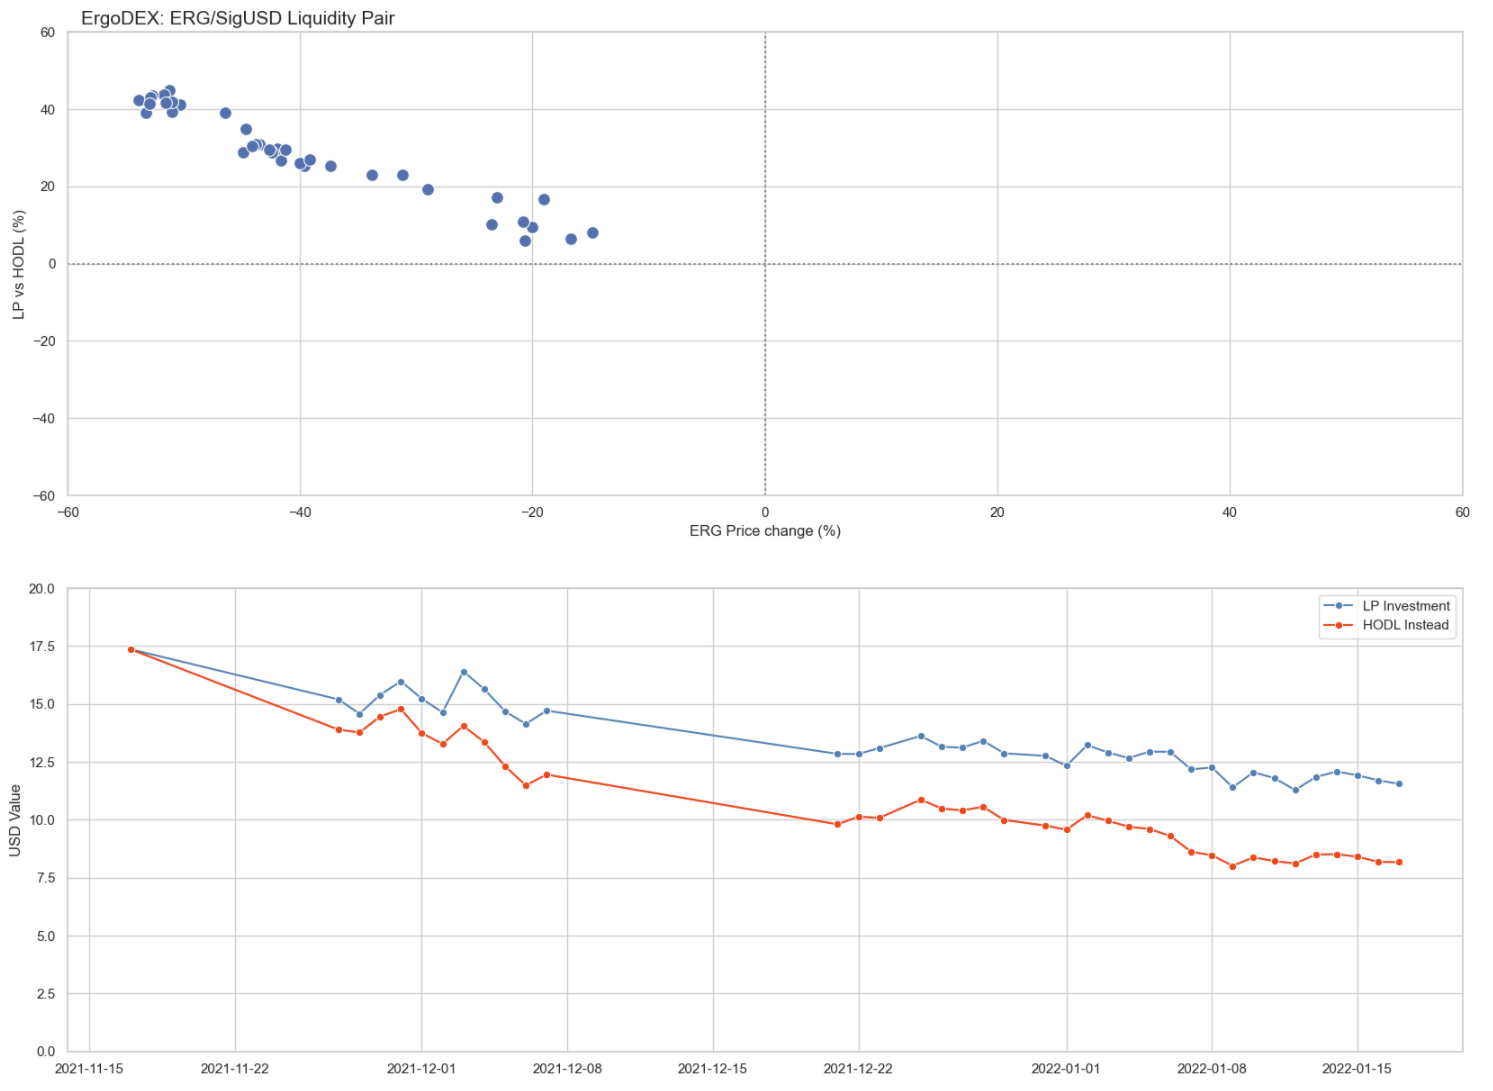 ErgoDEX: ERG/SigUSD Liquidity Pair
60
40
20
0
−20
−40
−60
LP vs HODL (%)
−60 −40 −20 0 20 40 60
ERG Price change (%)
20.0
17.5
15.0
12.5
10.0
7.5
5.0
2.5
0.0
USD Value
LP Investment
HODL Instead
2021-11-15 2021-11-22 2021-12-01 2021-12-08 2021-12-15 2021-12-22 2022-01-01 2022-01-08 2022-01-15